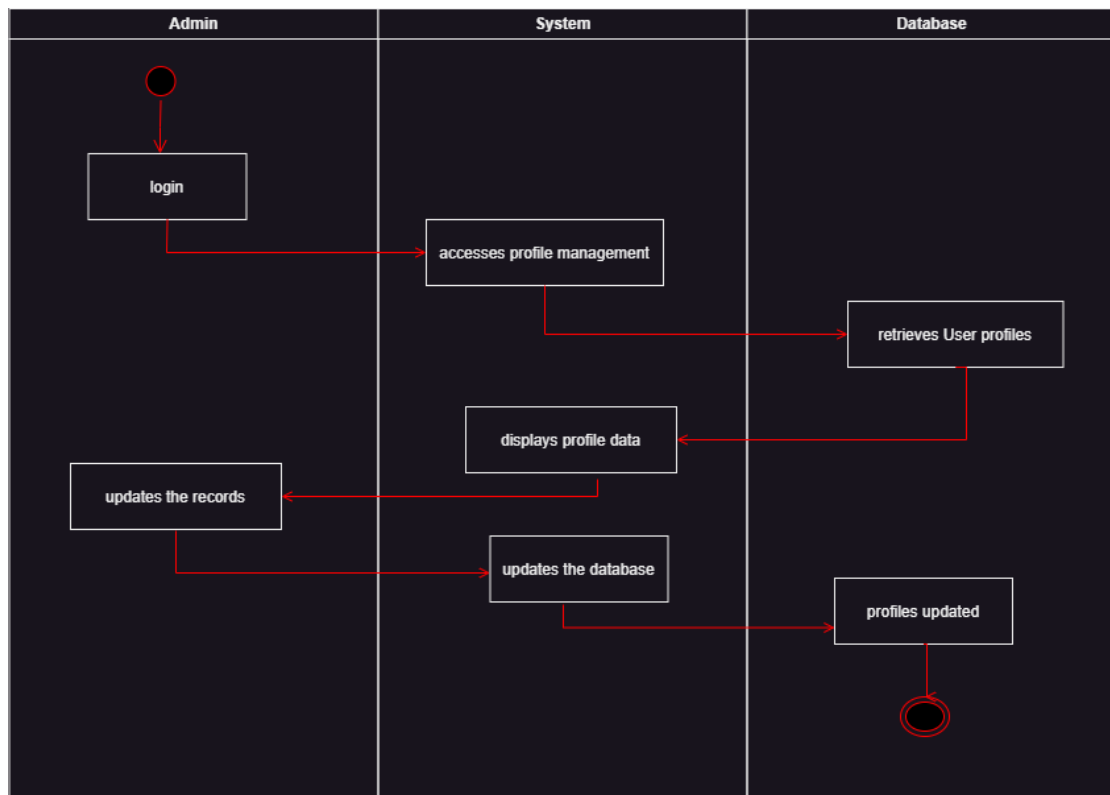 Admin
System
Database
login
accesses profile management
retrieves User profiles
displays profile data
updates the records
updates the database
profiles updated